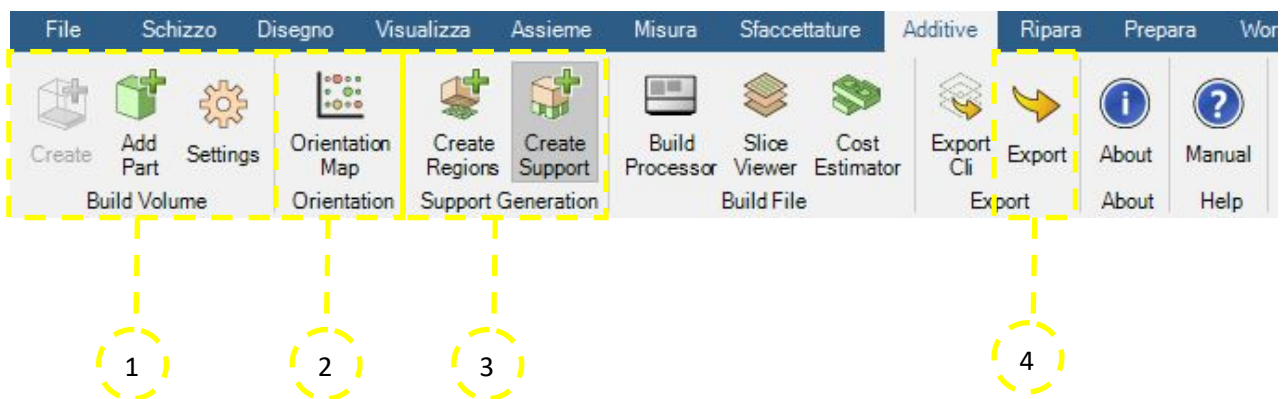 File Schizzo Disegno Visualizza Assieme Misura Sfaccettature Additive Ripara Prepara Wor
Create Add Part Settings Orientation Map Create Regions Create Support Build Processor Slice Viewer Cost Estimator Export Cli Export About Manual
Build Volume Orientation Support Generation Build File Export About Help
1 2 3 4